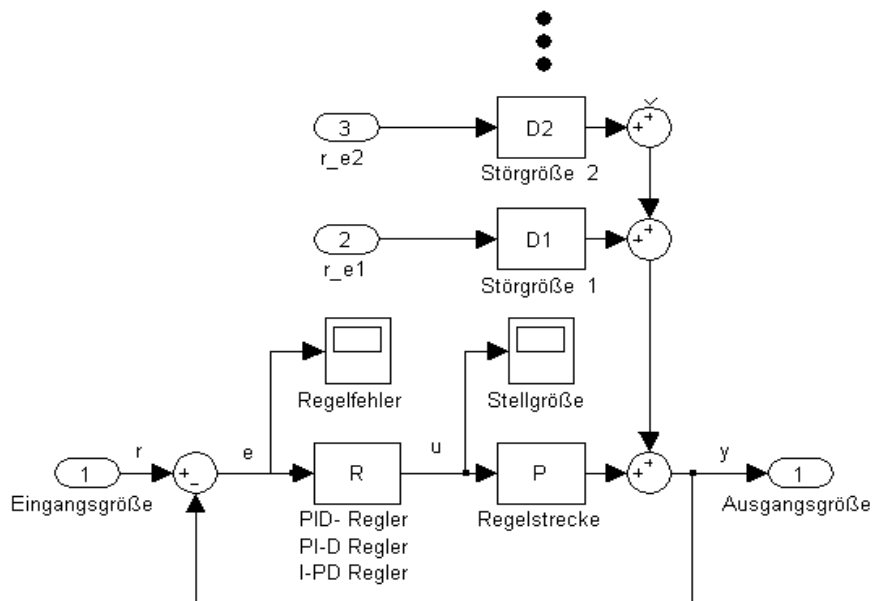 3
r_e2
D2
+
+
Störgröße 2
2
r_e1
D1
+
+
Störgröße 1
Regelfehler
Stellgröße
r
e
u
y
1
Eingangsgröße
+
-
R
PID- Regler
PI-D Regler
I-PD Regler
P
Regelstrecke
+
+
1
Ausgangsgröße